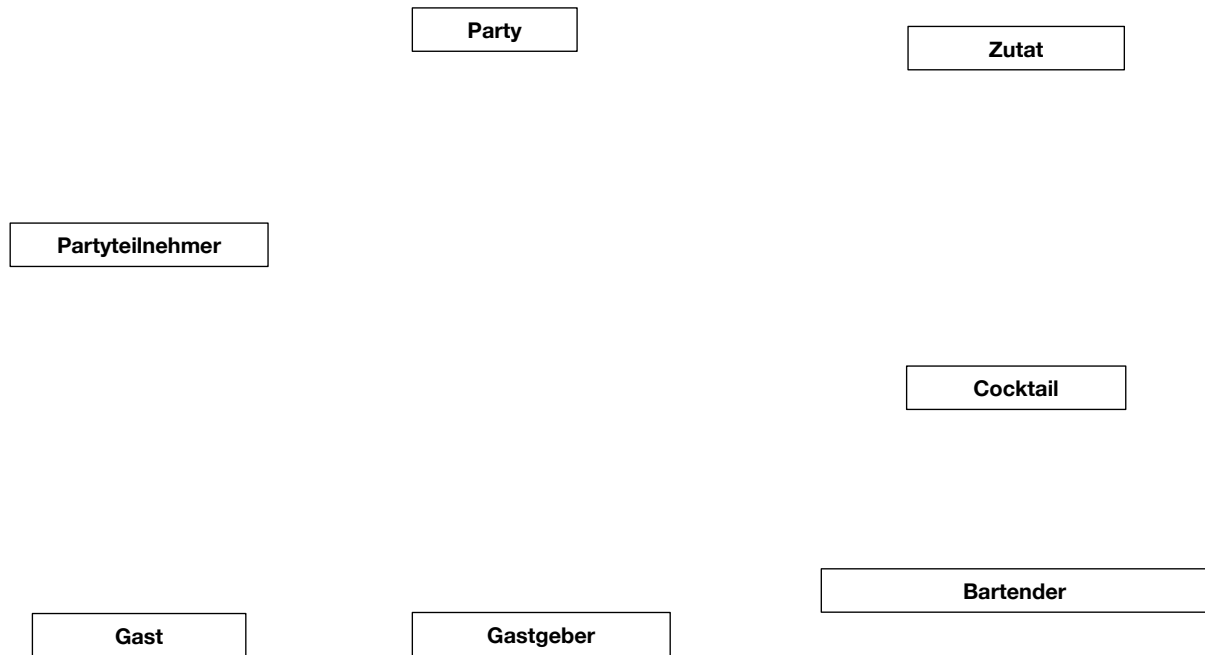 Party
Zutat
Partyteilnehmer
Cocktail
Bartender
Gast
Gastgeber